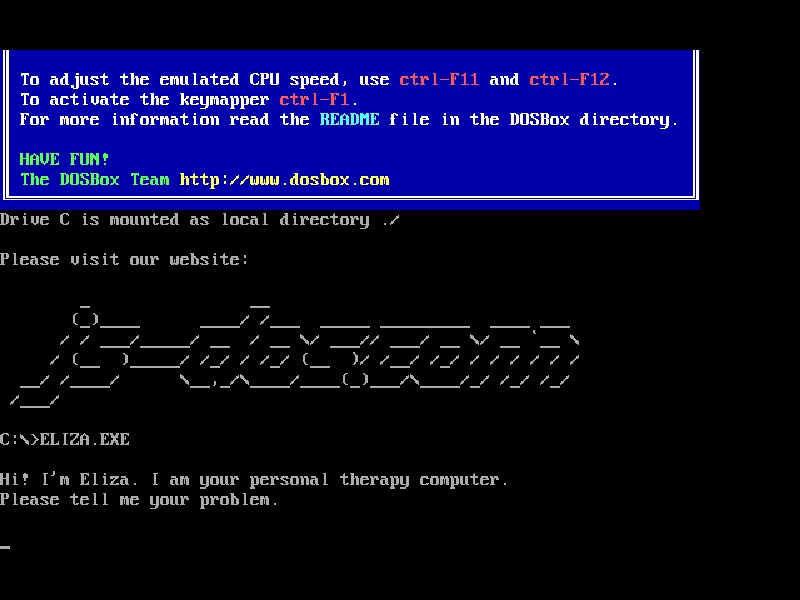 To adjust the emulated CPU speed, use ctrl-F11 and ctrl-F12.
To activate the keymapper ctrl-F1.
For more information read the README file in the DOSBox directory.
HAVE FUN!
The DOSBox Team http://www.dosbox.com
Drive C is mounted as local directory ./
Please visit our website:
js-dos.com
C:\>ELIZA.EXE
Hi! I'm Eliza. I am your personal therapy computer.
Please tell me your problem.